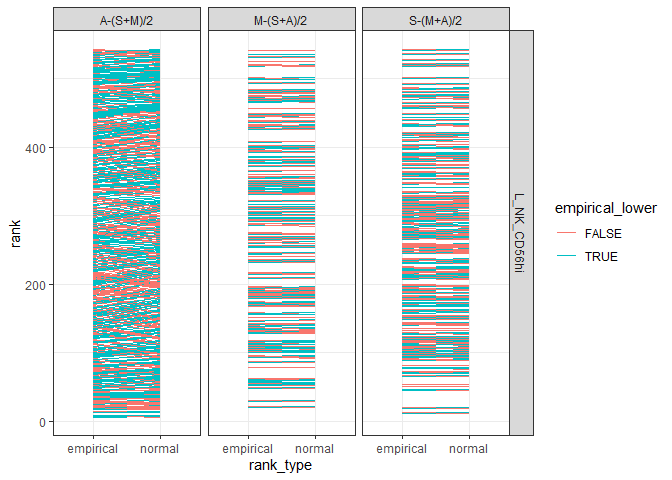 A-(S+M)/2
M-(S+A)/2
S-(M+A)/2
rank
400
200
0
L_NK_CD56hi
empirical_lower
FALSE
TRUE
empirical normal
empirical normal
empirical normal
rank_type